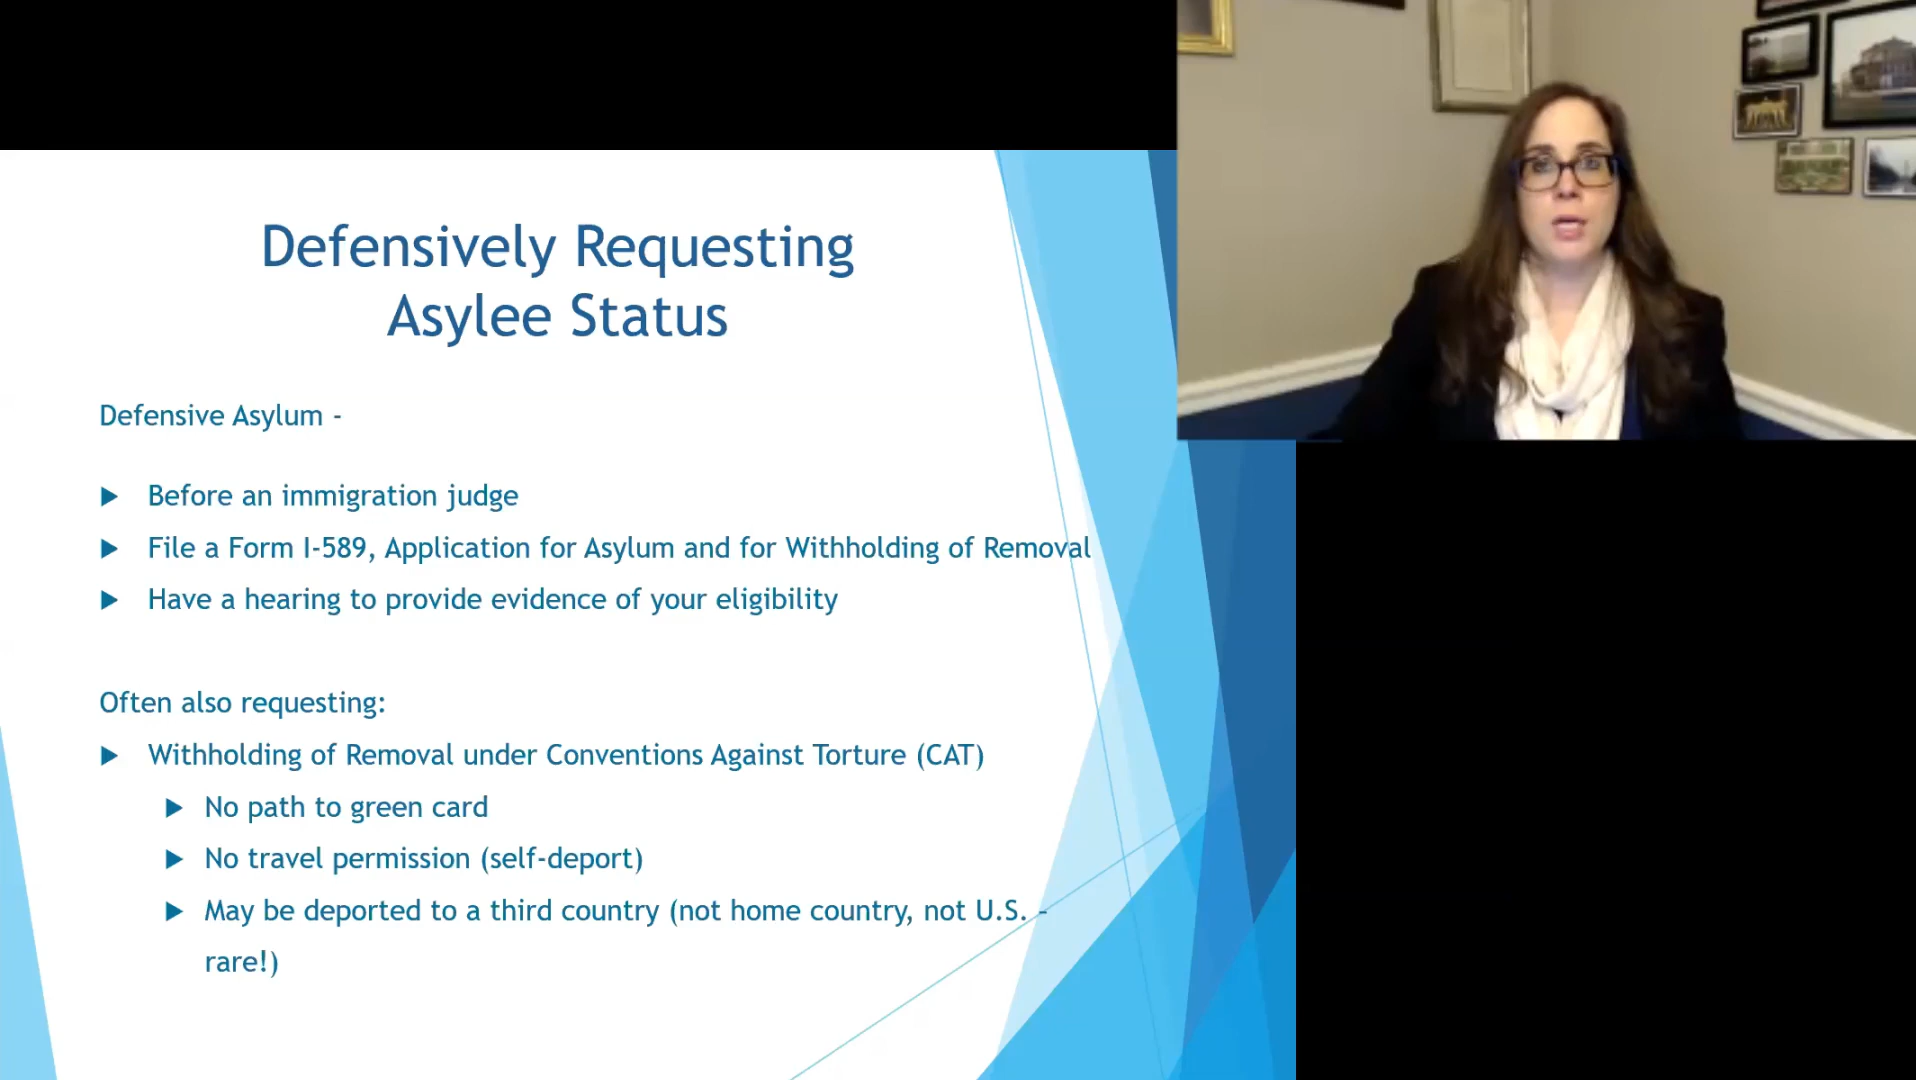 Defensively Requesting
Asylee Status
Defensive Asylum -
Before an immigration judge
File a Form I-589, Application for Asylum and for Withholding of Removal
Have a hearing to provide evidence of your eligibility
Often also requesting:
Withholding of Removal under Conventions Against Torture (CAT)
No path to green card
No travel permission (self-deport)
May be deported to a third country (not home country, not U.S. –
rare!)